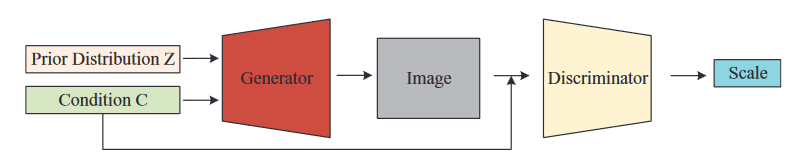 Prior Distribution Z
Condition C
Generator
Image
Discriminator
Scale